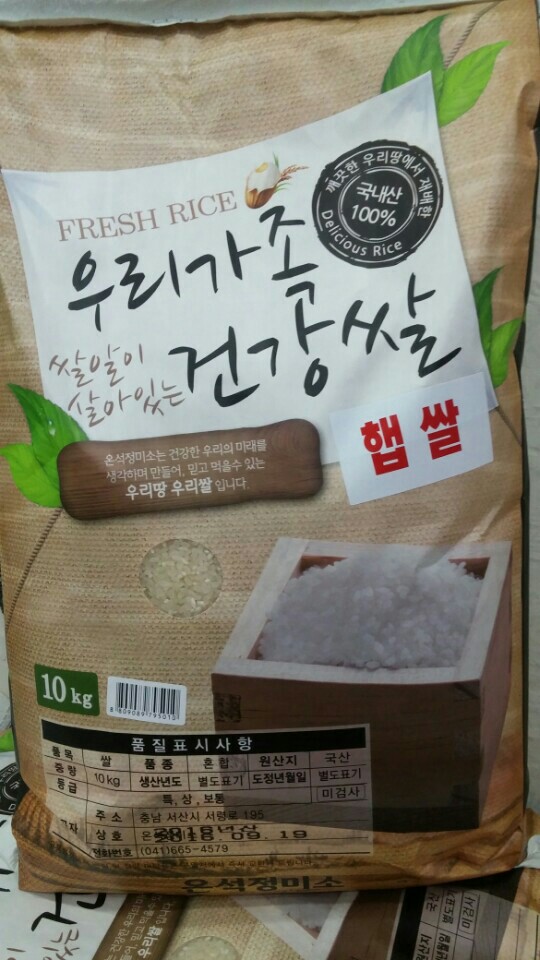 깨끗한 우리땅에서 재배한
국내산
100%
Delicious Rice
FRESH RICE
우리가족
쌀알이
살아있는
건강쌀
햅쌀
온석정미소는 건강한 우리의 미래를
생각하며 만들어, 믿고 먹을수 있는
우리땅 우리쌀 입니다.
10kg
품질표시사항
품목 쌀 품종 혼합 원산지 국산
중량 10kg 생산년도 별도표기 도정년월일 별도표기
등급 특, 상, 보통 미검사
주소 충남 서산시 서령로 195
상호
09.19
전화번호 (041)665-4579
온석정미소